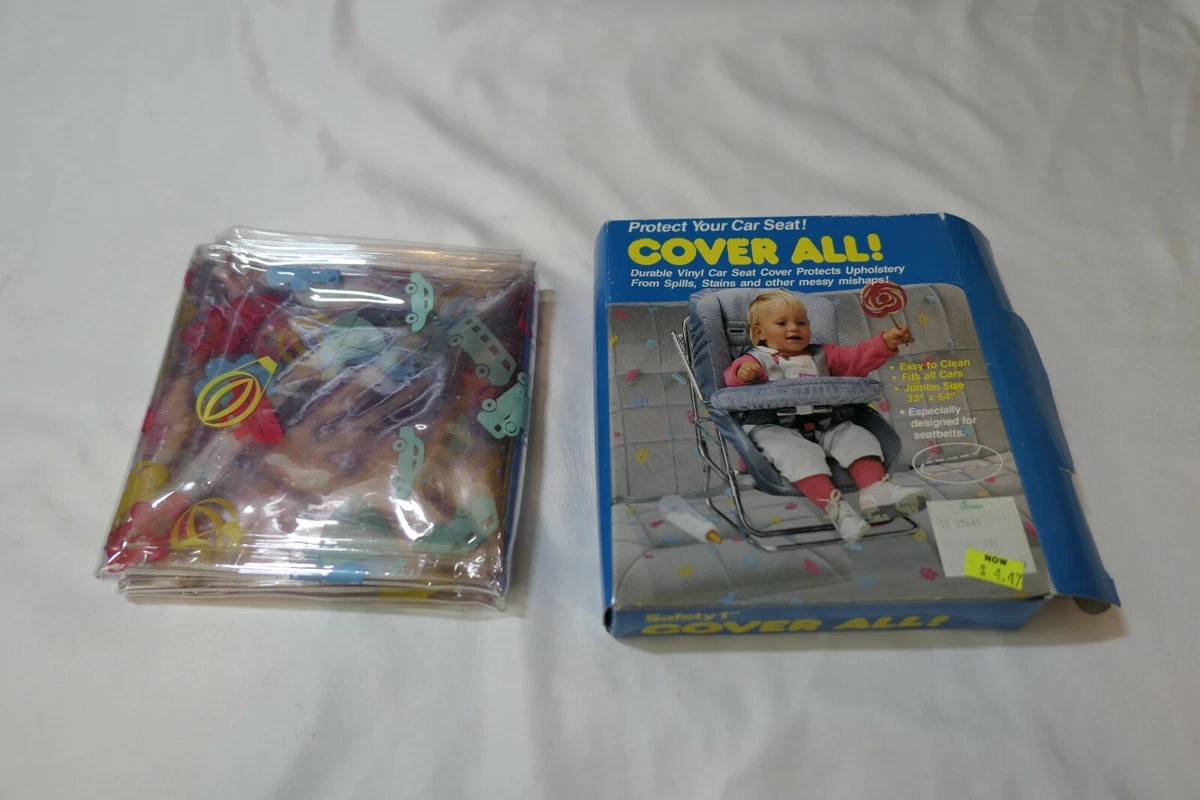 Protect Your Car Seat!
COVER ALL!
Durable Vinyl Car Seat Cover Protects Upholstery
From Spills, Stains and other messy mishaps!
• Easy to Clean
• Fits all Cars
• Jumbo Size
33" x 54"
• Especially
designed for
seatbelts.
NOW
$ 4.47
Safety 1st
COVER ALL!